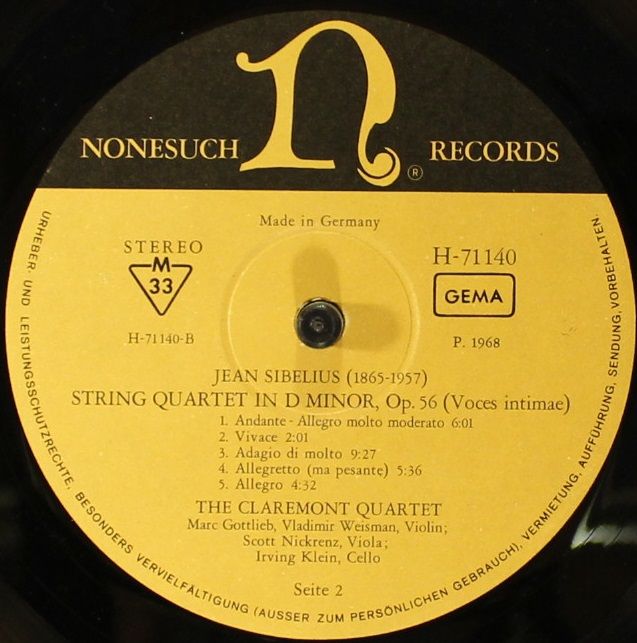 n
NONESUCH RECORDS
®
Made in Germany
STEREO
M
33
H-71140-B
H-71140
GEMA
P. 1968
JEAN SIBELIUS (1865-1957)
STRING QUARTET IN D MINOR, Op. 56 (Voces intimae)
1. Andante - Allegro molto moderato 6:01
2. Vivace 2:01
3. Adagio di molto 9:27
4. Allegretto (ma pesante) 5:36
5. Allegro 4:32
THE CLAREMONT QUARTET
Marc Gottlieb, Vladimir Weisman, Violin;
Scott Nickrenz, Viola;
Irving Klein, Cello
Seite 2
URHEBER- UND LEISTUNGSSCHUTZRECHTE, BESONDERS VERVIELFÄLTIGUNG (AUSSER ZUM PERSÖNLICHEN GEBRAUCH), VERMIETUNG, AUFFÜHRUNG, SENDUNG, VORBEHALTEN.